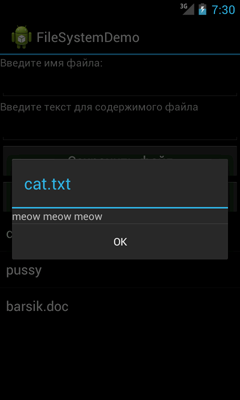 3G 7:30
FileSystemDemo
Введите имя файла:
Введите текст для содержимого файла
cat.txt
meow meow meow
OK
pussy
barsik.doc